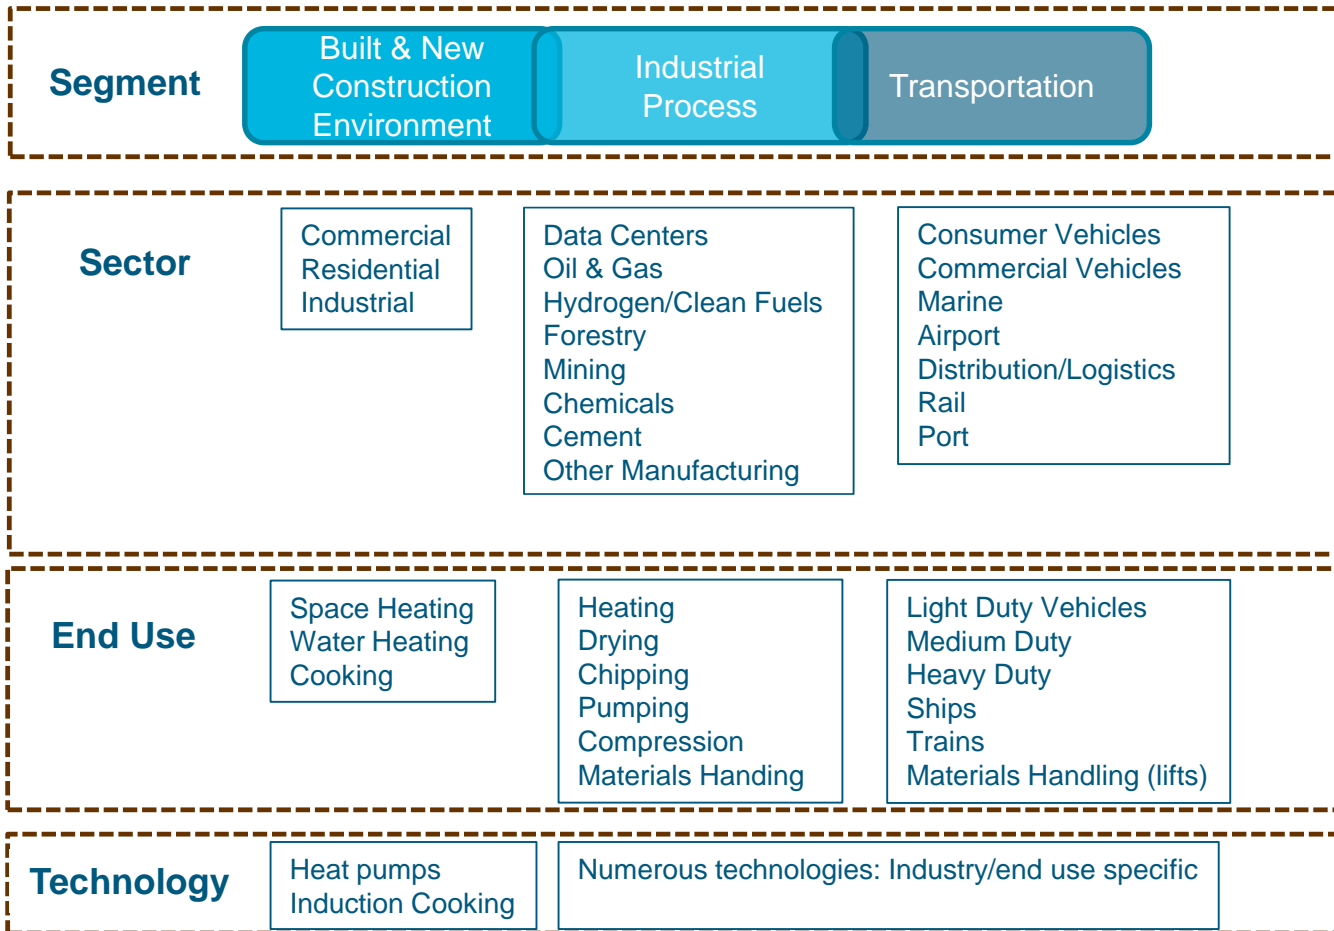 Segment
Built & New
Construction
Environment
Industrial
Process
Transportation
Sector
Commercial
Residential
Industrial
Data Centers
Oil & Gas
Hydrogen/Clean Fuels
Forestry
Mining
Chemicals
Cement
Other Manufacturing
Consumer Vehicles
Commercial Vehicles
Marine
Airport
Distribution/Logistics
Rail
Port
End Use
Space Heating
Water Heating
Cooking
Heating
Drying
Chipping
Pumping
Compression
Materials Handing
Light Duty Vehicles
Medium Duty
Heavy Duty
Ships
Trains
Materials Handling (lifts)
Technology
Heat pumps
Induction Cooking
Numerous technologies: Industry/end use specific